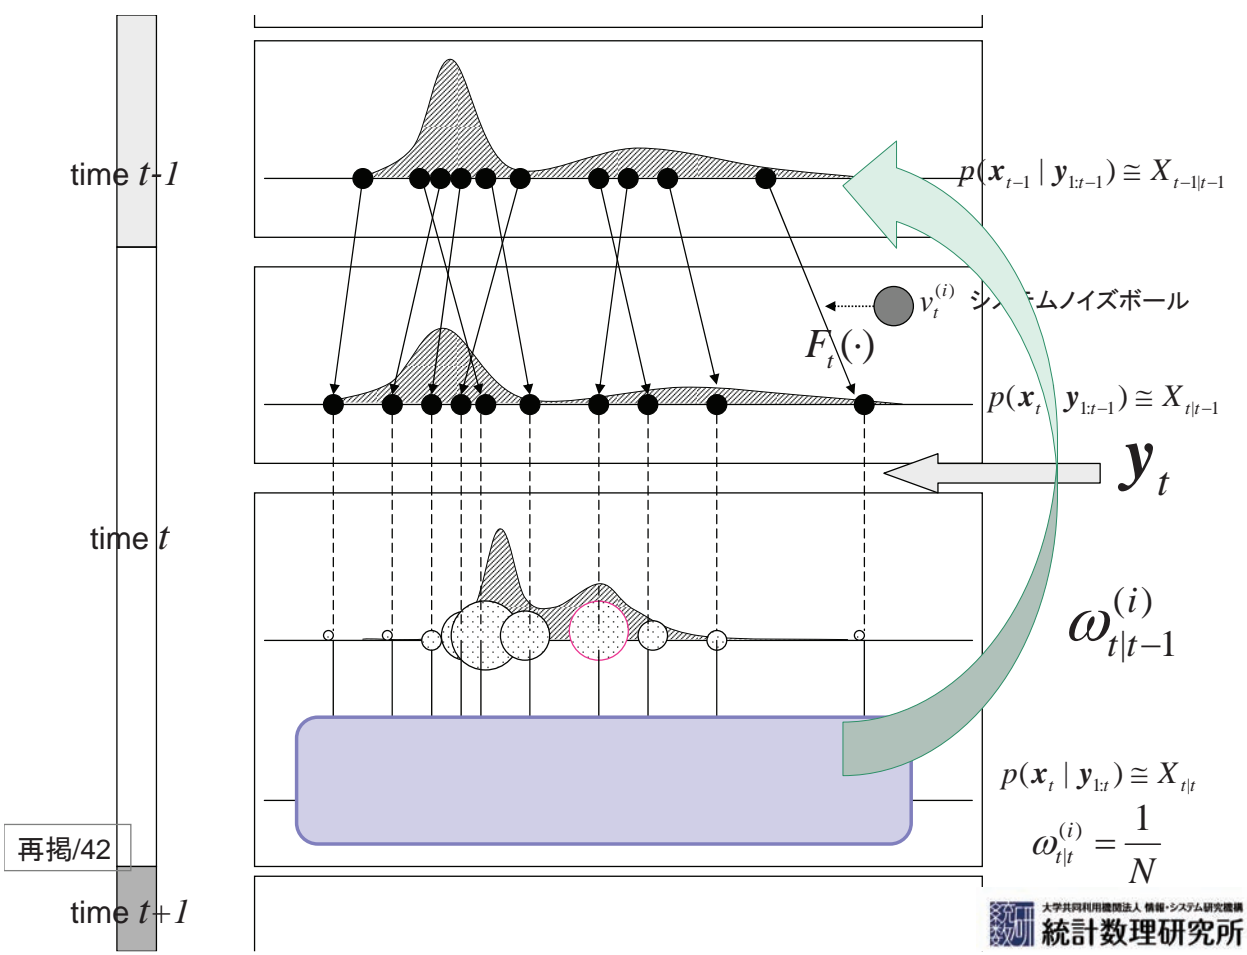 time t-1
p(x_{t-1} | y_{1:t-1}) ≅ X_{t-1|t-1}
v_t^{(i)} システムノイズボール
F_t(·)
p(x_t y_{1:t-1}) ≅ X_{t|t-1}
y_t
time t
ω_{t|t-1}^{(i)}
p(x_t | y_{1:t}) ≅ X_{t|t}
ω_{t|t}^{(i)} = 1/N
再掲/42
time t+1
大学共同利用機関法人 情報・システム研究機構
統計数理研究所